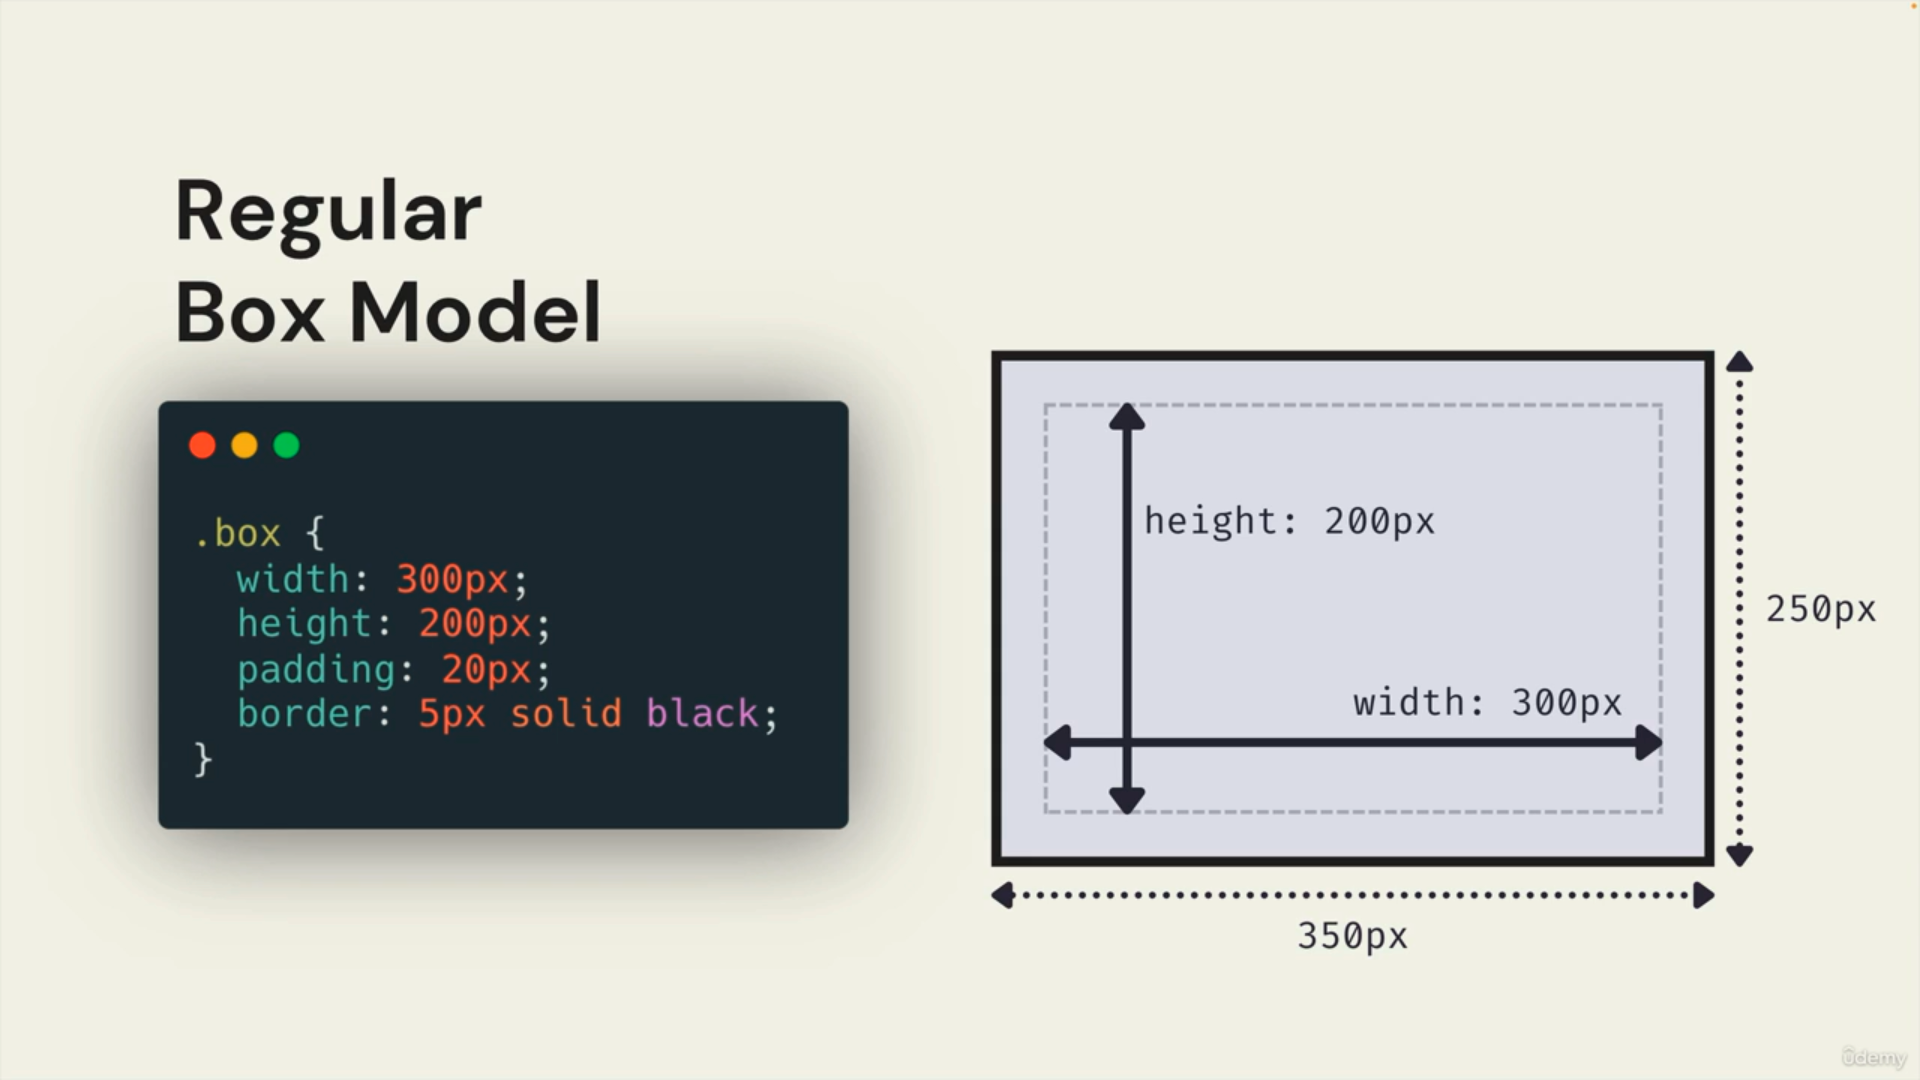 Regular
Box Model
.box {
  width: 300px;
  height: 200px;
  padding: 20px;
  border: 5px solid black;
}
height: 200px
width: 300px
250px
350px
ûdemy